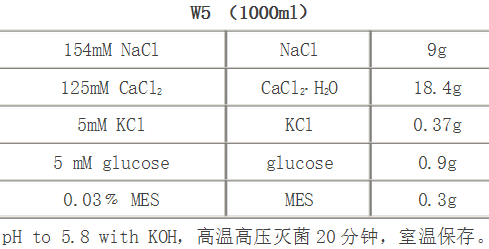 W5 （1000ml）
154mM NaCl NaCl 9g
125mM CaCl₂ CaCl₂·H₂O 18.4g
5mM KCl KCl 0.37g
5 mM glucose glucose 0.9g
0.03％ MES MES 0.3g
pH to 5.8 with KOH，高温高压灭菌20分钟，室温保存。